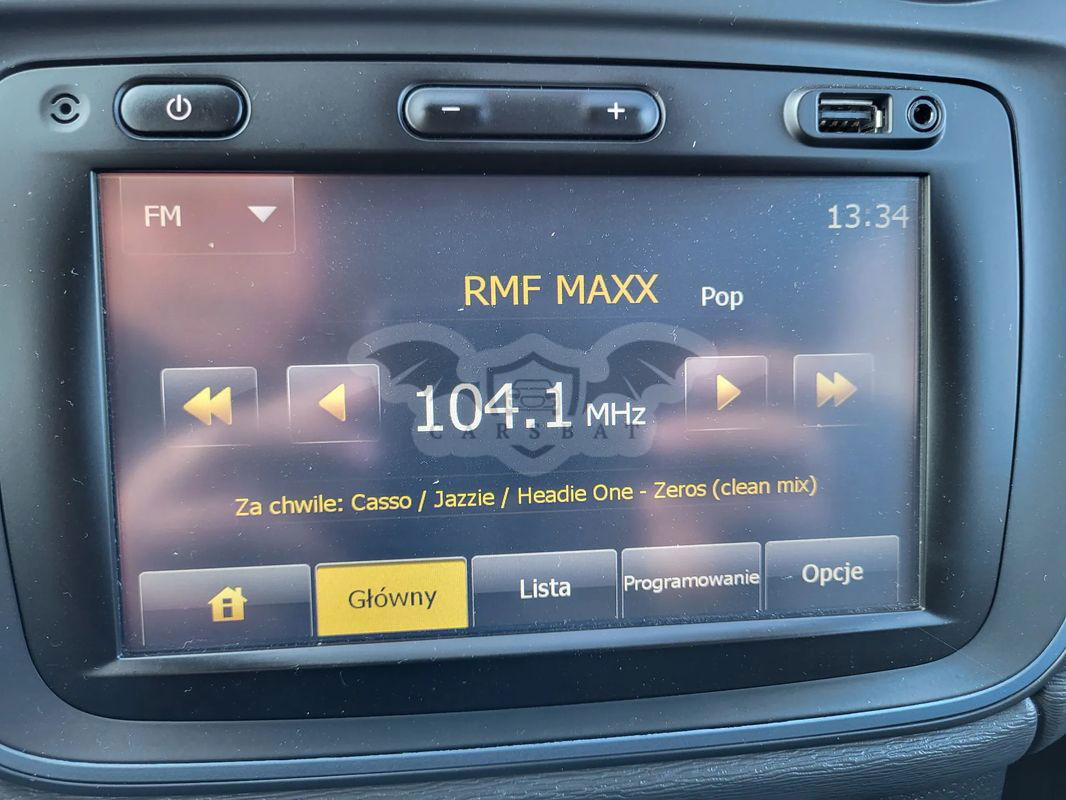 FM
13:34
RMF MAXX Pop
104.1 MHz
CARSBAT
Za chwile: Casso / Jazzie / Headie One - Zeros (clean mix)
Główny Lista Programowanie Opcje